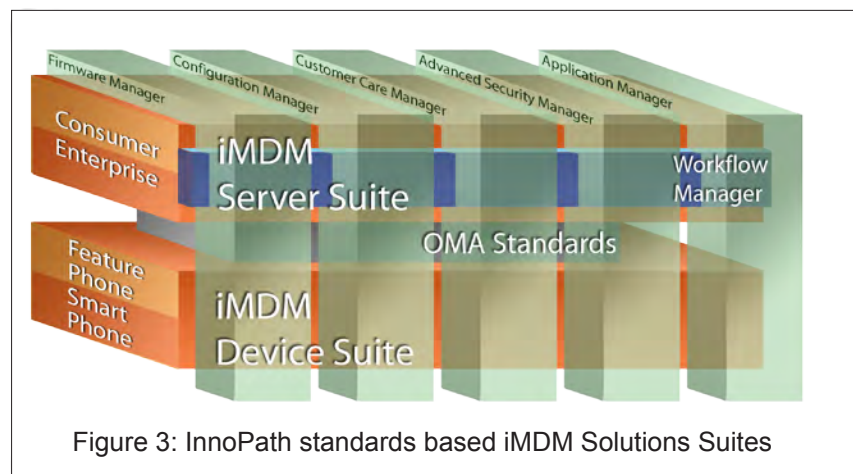 Firmware Manager
Configuration Manager
Customer Care Manager
Advanced Security Manager
Application Manager
Consumer
Enterprise
iMDM
Server Suite
Workflow
Manager
OMA Standards
Feature
Phone
Smart
Phone
iMDM
Device Suite
Figure 3: InnoPath standards based iMDM Solutions Suites